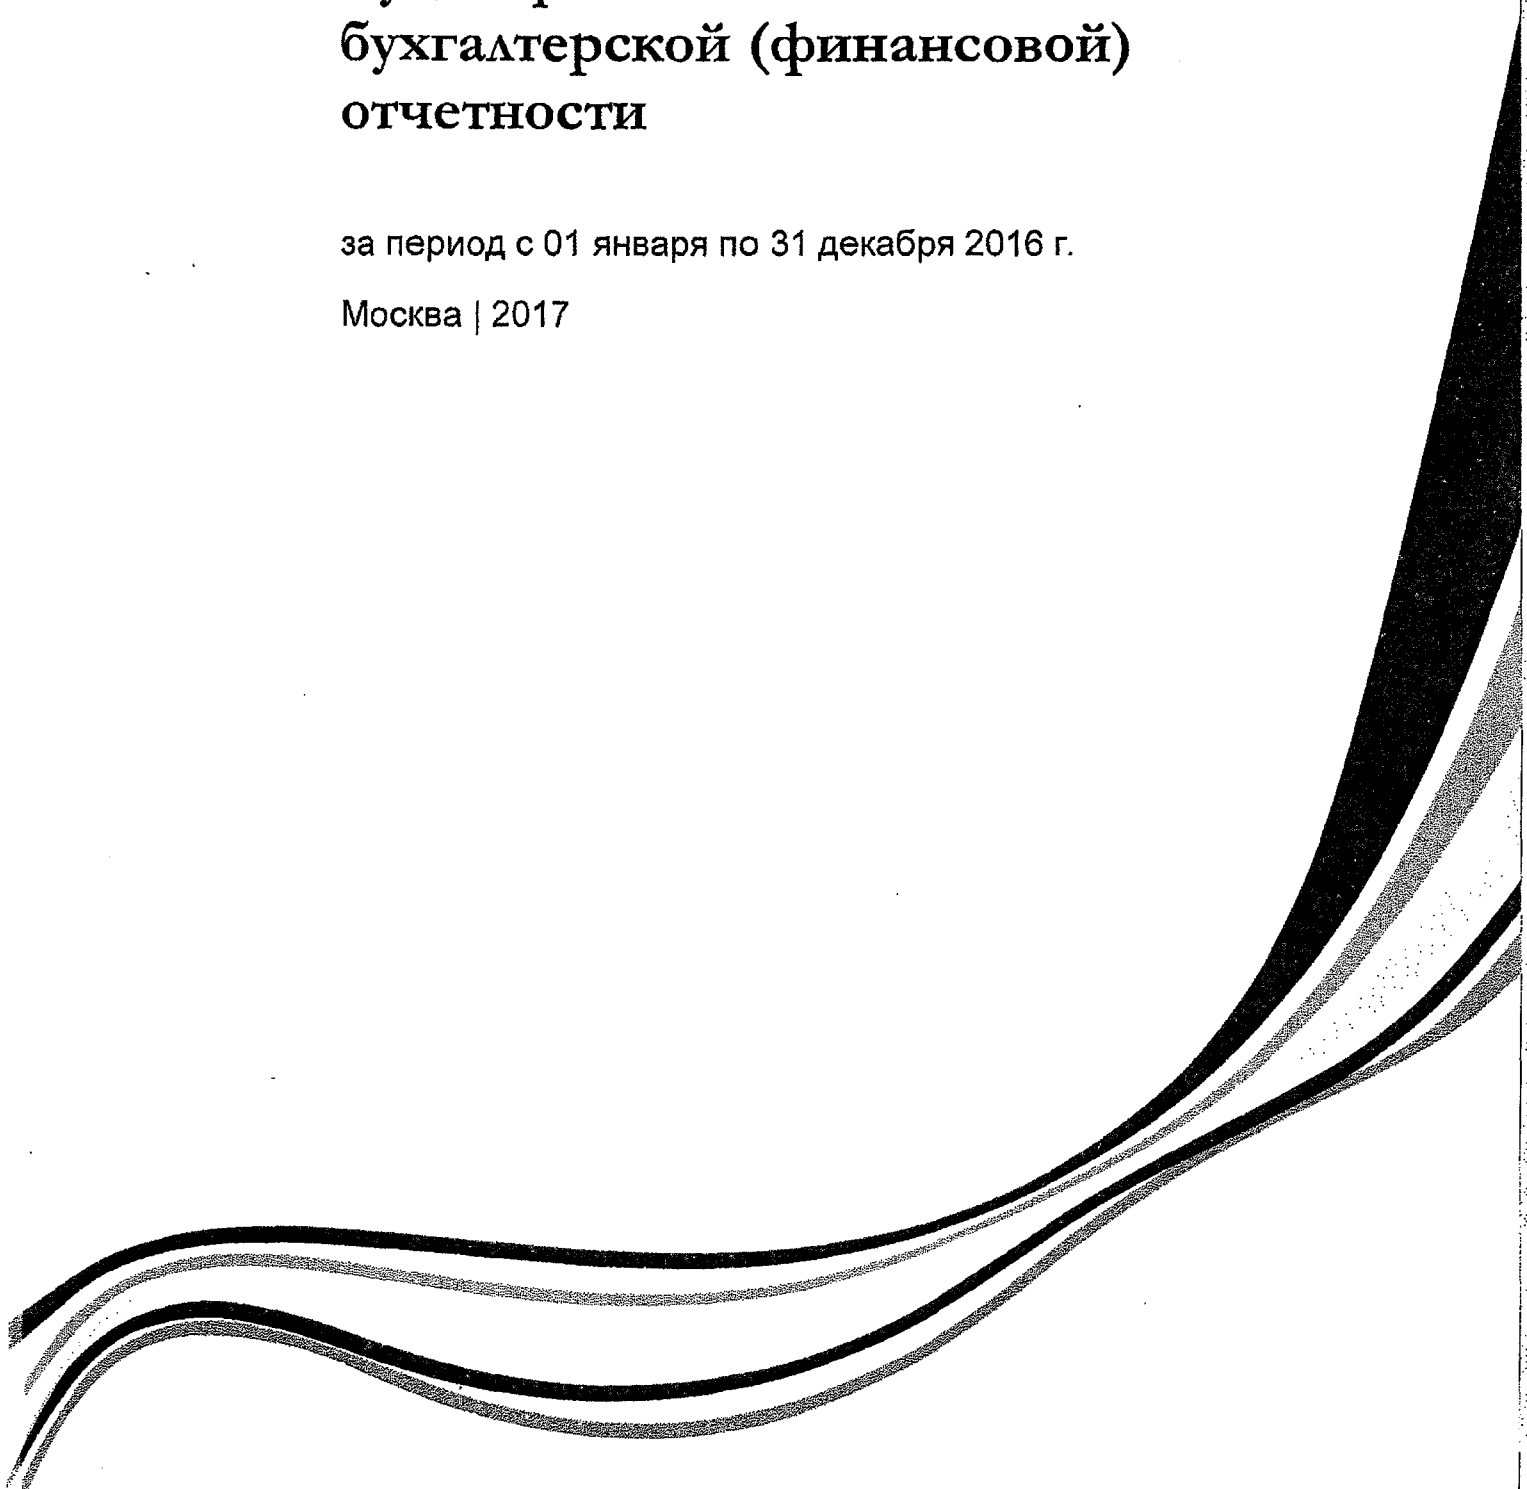 бухгалтерской (финансовой)
отчетности
за период с 01 января по 31 декабря 2016 г.
Москва | 2017